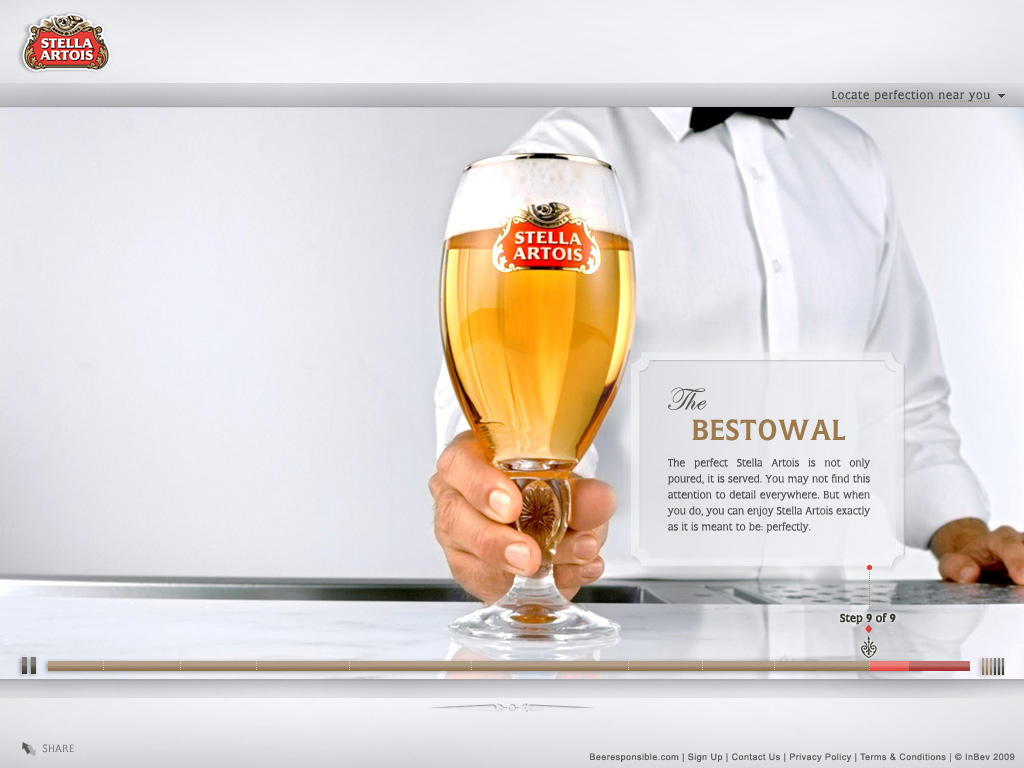 STELLA
ARTOIS
Locate perfection near you
STELLA
ARTOIS
The
BESTOWAL
The perfect Stella Artois is not only
poured, it is served. You may not find this
attention to detail everywhere. But when
you do, you can enjoy Stella Artois exactly
as it is meant to be: perfectly.
Step 9 of 9
SHARE
Beeresponsible.com | Sign Up | Contact Us | Privacy Policy | Terms & Conditions | © InBev 2009